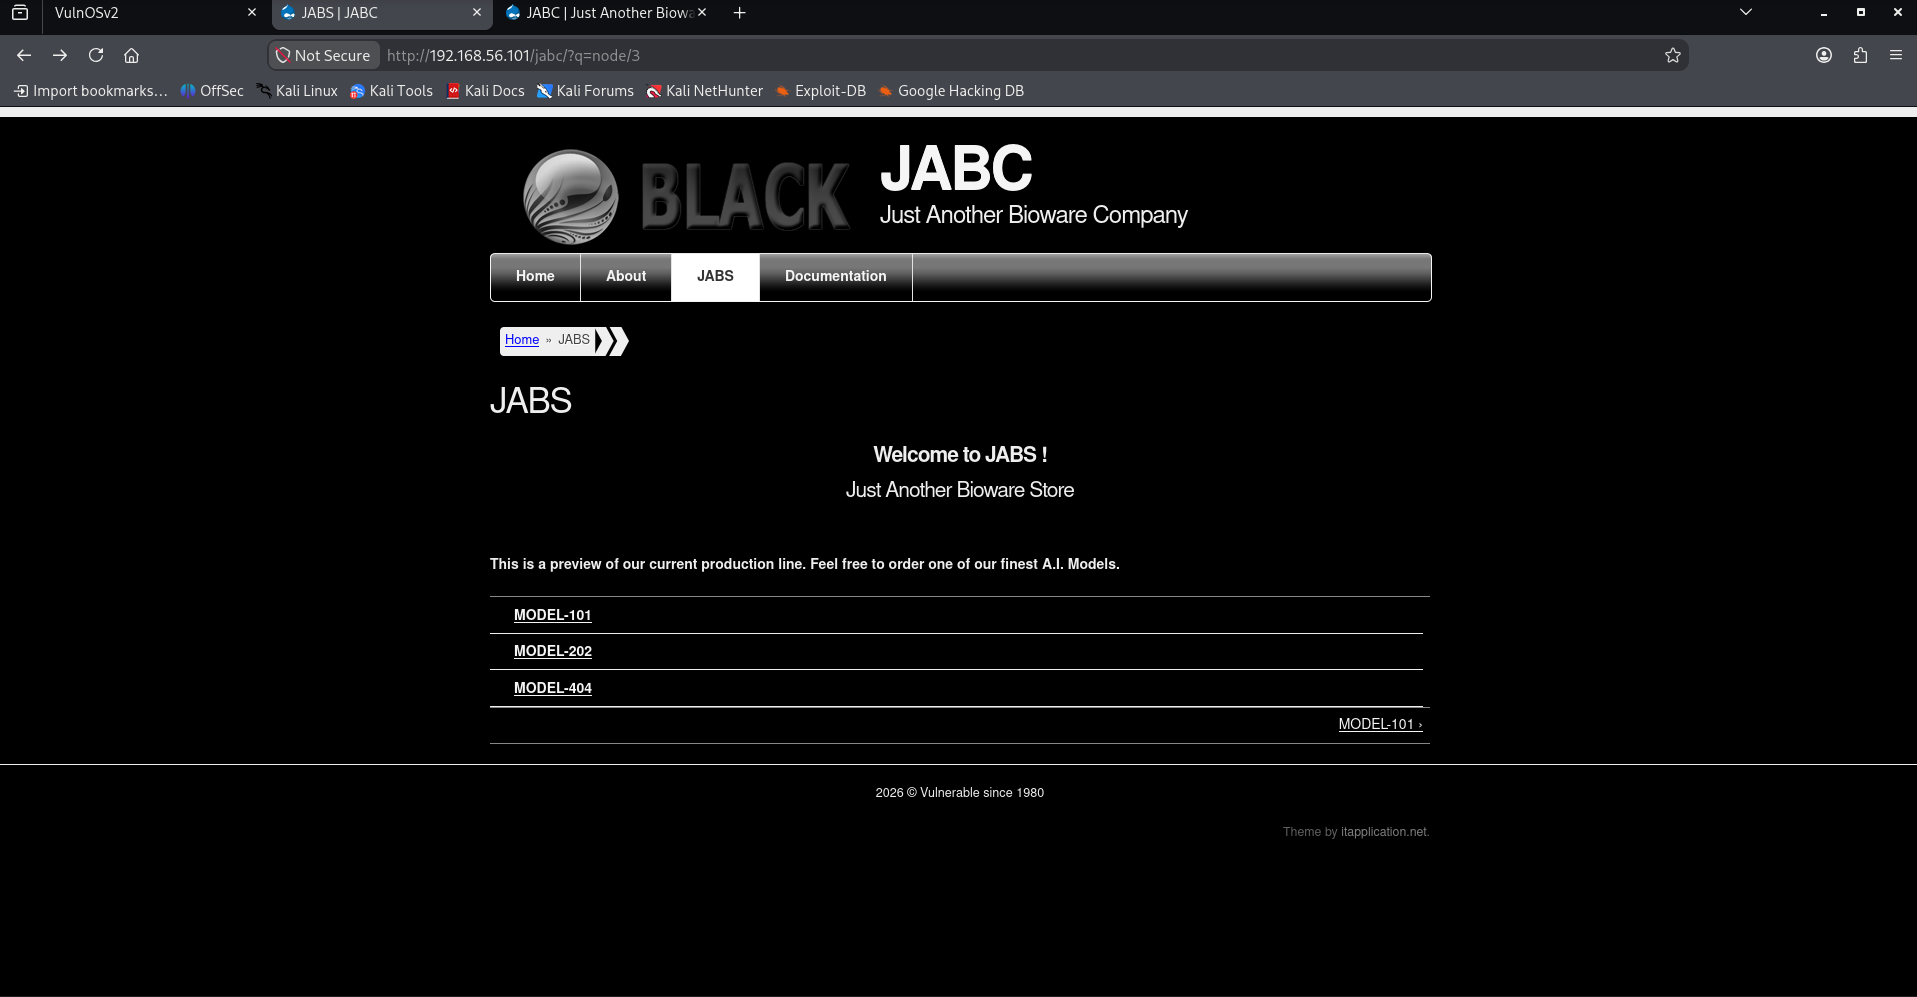 VulnOSv2
JABS | JABC
JABC | Just Another Biowa
Not Secure
http://192.168.56.101/jabc/?q=node/3
Import bookmarks...
OffSec
Kali Linux
Kali Tools
Kali Docs
Kali Forums
Kali NetHunter
Exploit-DB
Google Hacking DB
BLACK
JABC
Just Another Bioware Company
Home
About
JABS
Documentation
Home » JABS
JABS
Welcome to JABS !
Just Another Bioware Store
This is a preview of our current production line. Feel free to order one of our finest A.I. Models.
MODEL-101
MODEL-202
MODEL-404
MODEL-101 ›
2026 © Vulnerable since 1980
Theme by itapplication.net.